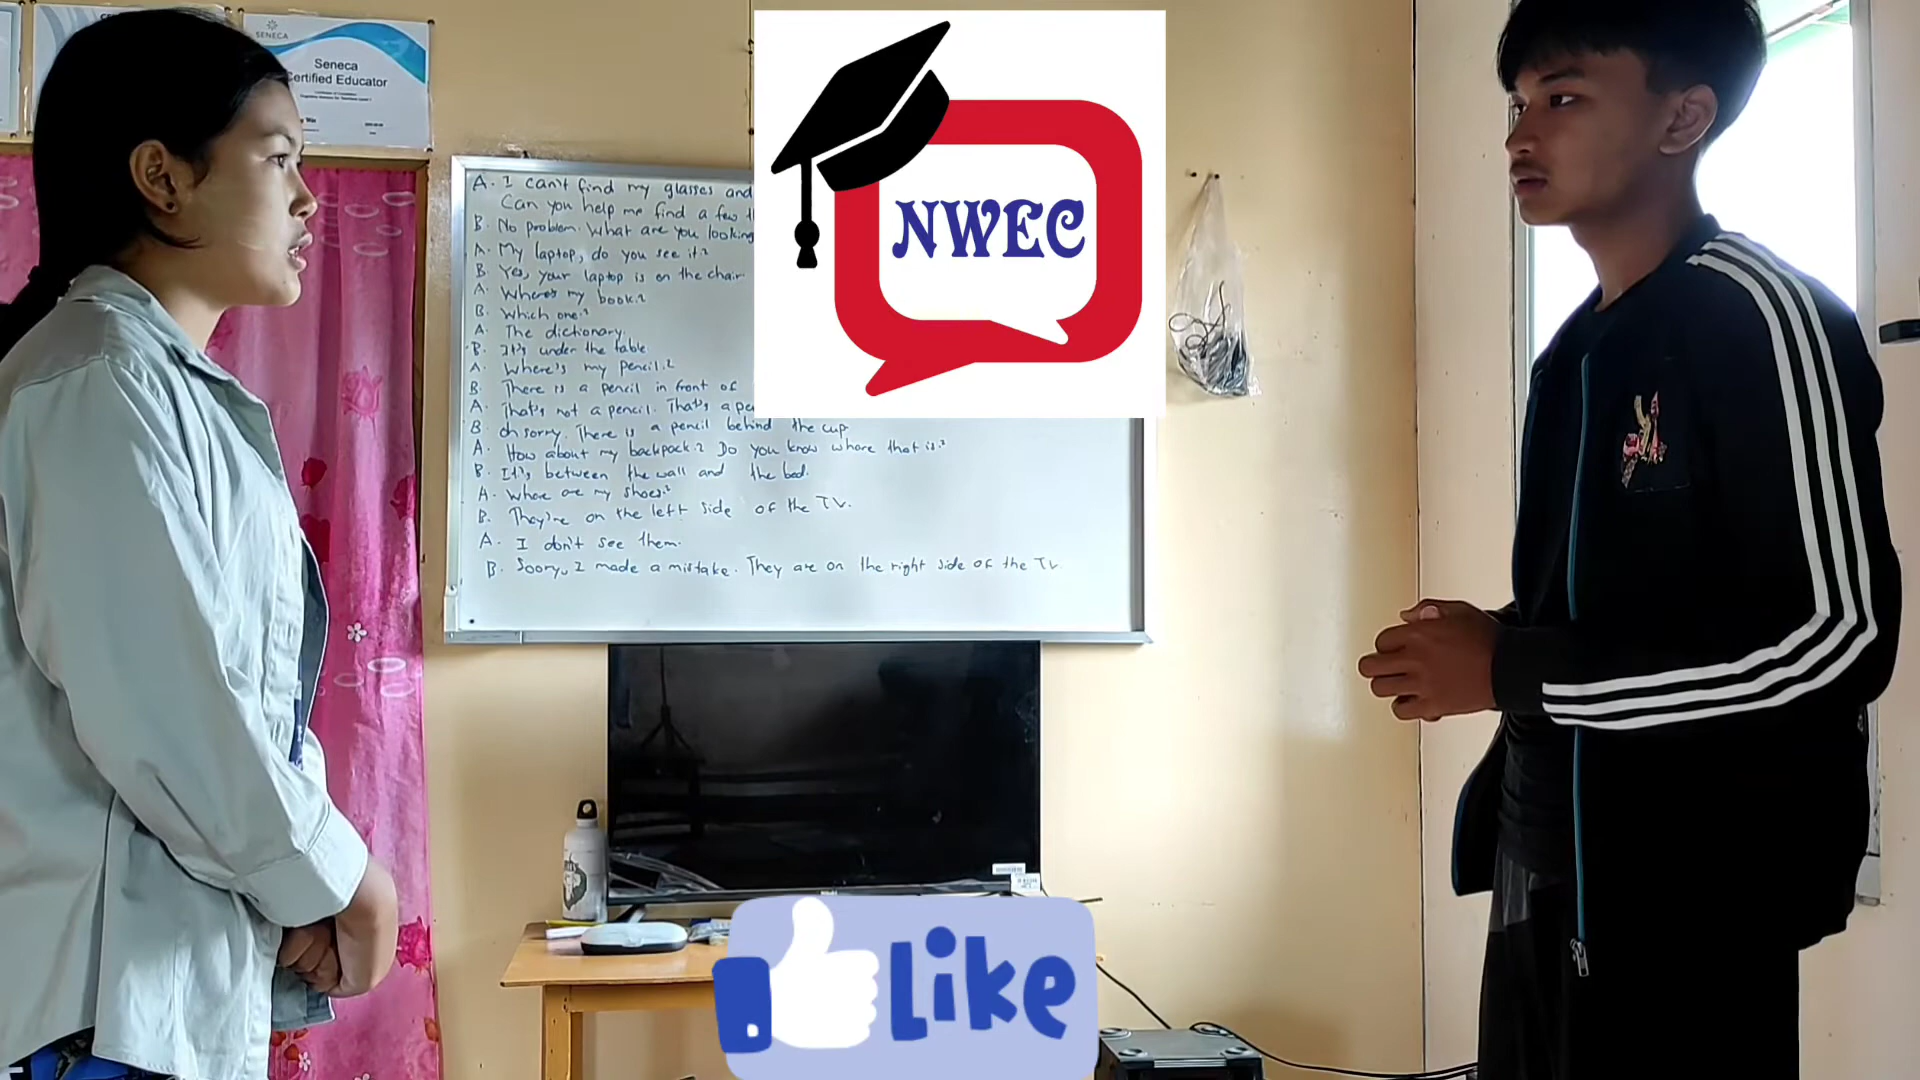 SENECA
Seneca
Certified Educator
NWEC
A. I can't find my glasses and
Can you help me find a few
B. No problem. What are you looking
A. My laptop, do you see it?
B. Yes, your laptop is on the chair
A. Where's my book?
B. Which one?
A. The dictionary.
B. It's under the table
A. Where's my pencil?
B. There is a pencil in front of
A. That's not a pencil. That's a pe
B. Oh sorry. There is a pencil behind the cup
A. How about my backpack? Do you know where that is?
B. It's between the wall and the bed.
A. Where are my shoes?
B. They're on the left side of the TV.
A. I don't see them.
B. Soory, I made a mistake. They are on the right side of the TV
Like